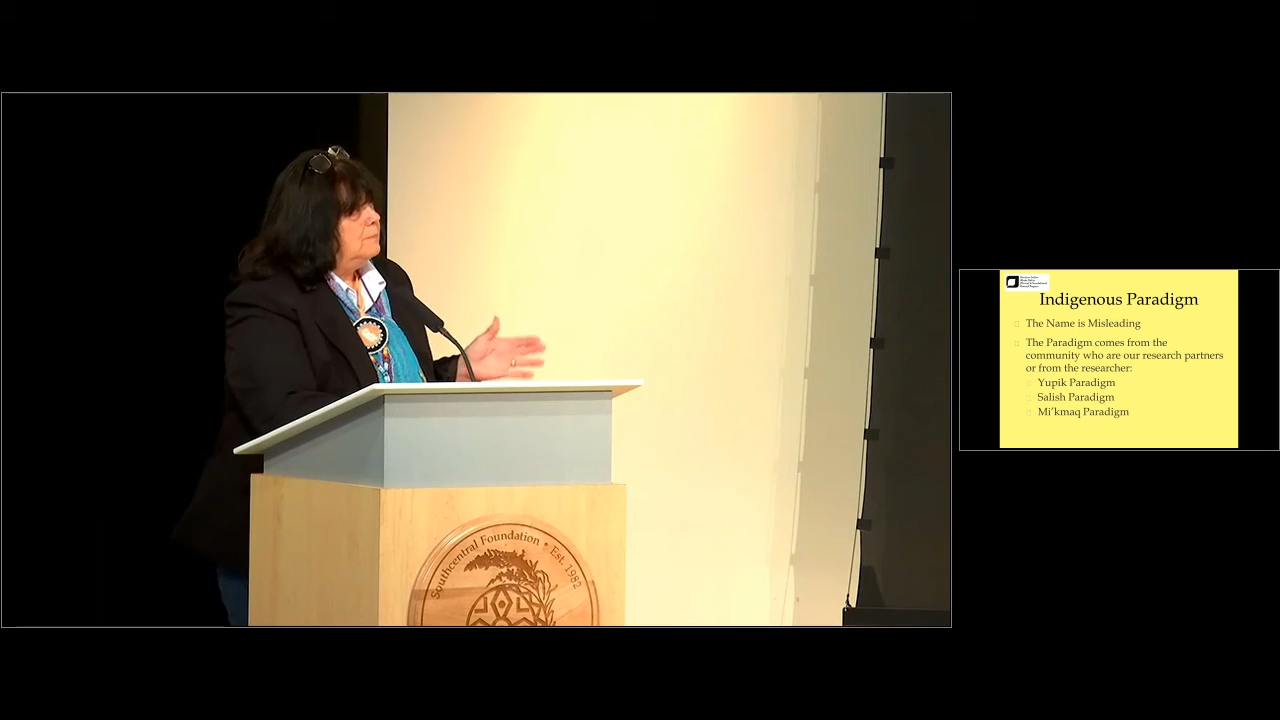 Southcentral Foundation • Est. 1982
Indigenous Paradigm
The Name is Misleading
The Paradigm comes from the
community who are our research partners
or from the researcher:
Yupik Paradigm
Salish Paradigm
Mi'kmaq Paradigm